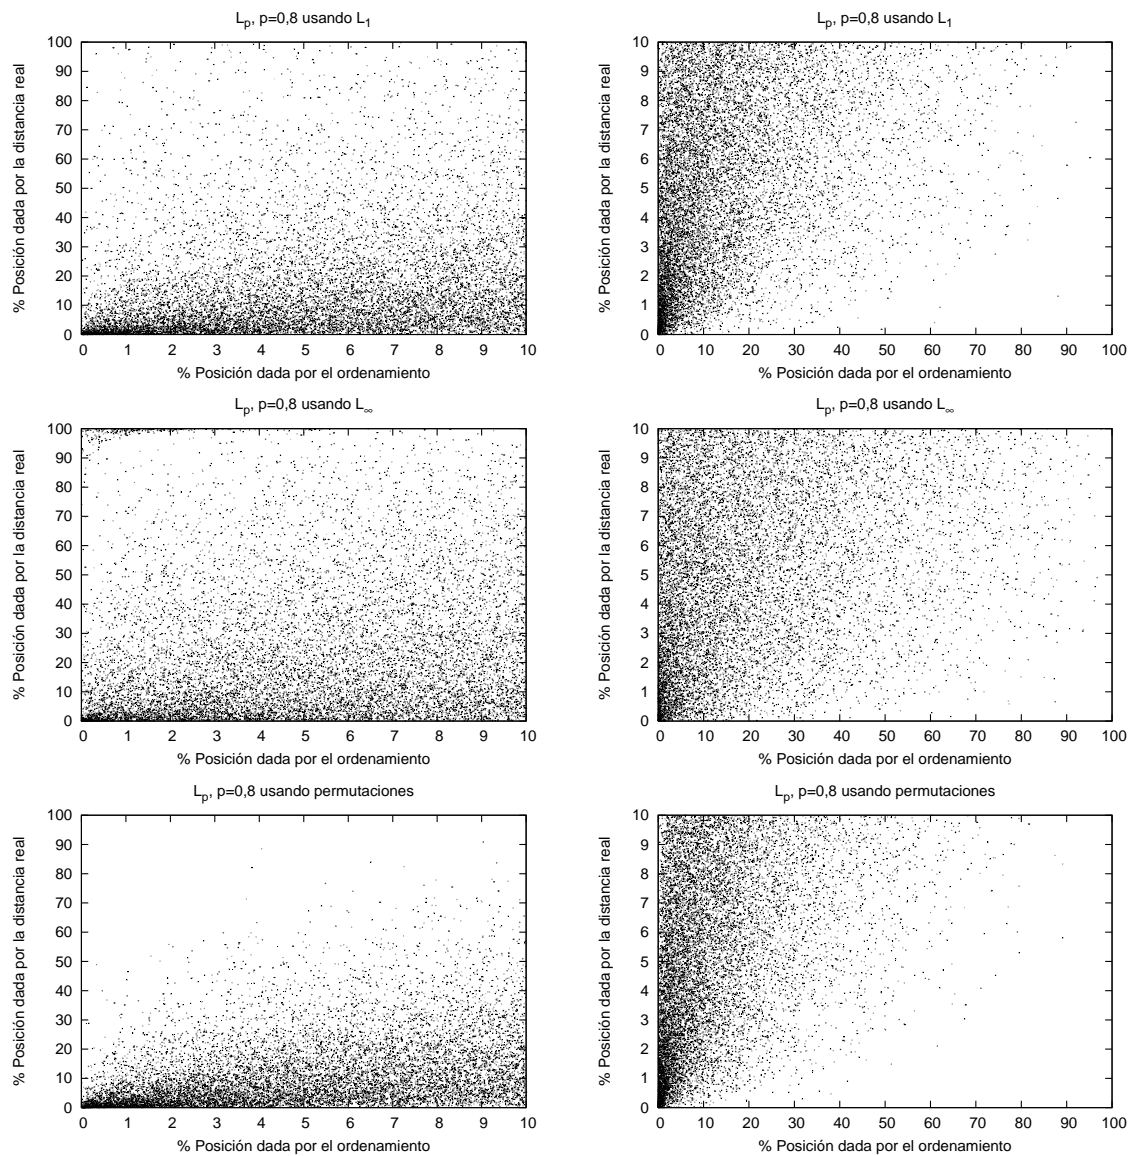 L_p, p=0,8 usando L_1
100
90
80
70
60
50
40
30
20
10
0
% Posición dada por la distancia real
0 1 2 3 4 5 6 7 8 9 10
% Posición dada por el ordenamiento
L_p, p=0,8 usando L_1
10
9
8
7
6
5
4
3
2
1
0
% Posición dada por la distancia real
0 10 20 30 40 50 60 70 80 90 100
% Posición dada por el ordenamiento
L_p, p=0,8 usando L_∞
100
90
80
70
60
50
40
30
20
10
0
% Posición dada por la distancia real
0 1 2 3 4 5 6 7 8 9 10
% Posición dada por el ordenamiento
L_p, p=0,8 usando L_∞
10
9
8
7
6
5
4
3
2
1
0
% Posición dada por la distancia real
0 10 20 30 40 50 60 70 80 90 100
% Posición dada por el ordenamiento
L_p, p=0,8 usando permutaciones
100
90
80
70
60
50
40
30
20
10
0
% Posición dada por la distancia real
0 1 2 3 4 5 6 7 8 9 10
% Posición dada por el ordenamiento
L_p, p=0,8 usando permutaciones
10
9
8
7
6
5
4
3
2
1
0
% Posición dada por la distancia real
0 10 20 30 40 50 60 70 80 90 100
% Posición dada por el ordenamiento